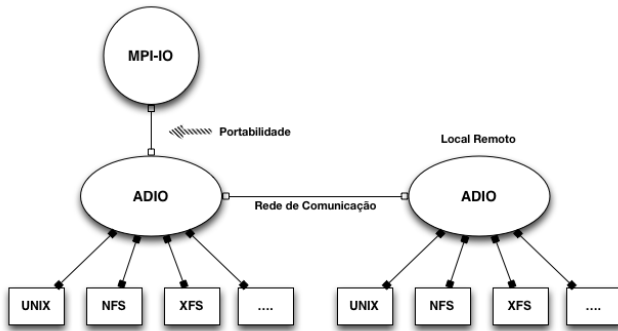 MPI-IO
Portabilidade
Local Remoto
ADIO
Rede de Comunicação
ADIO
UNIX
NFS
XFS
....
UNIX
NFS
XFS
....